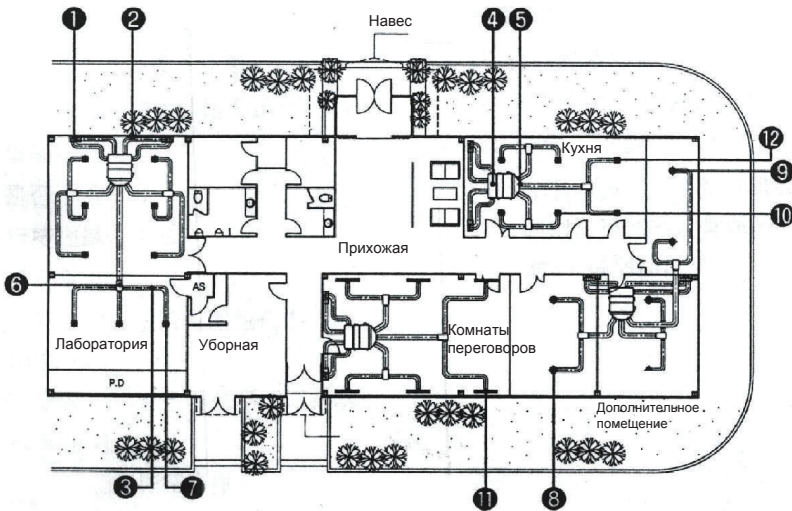 Навес
1 2 4 5
Кухня
12
9
10
Прихожая
6
AS
Лаборатория
Уборная
Комнаты
переговоров
P.D
Дополнительное
помещение
3 7 11 8